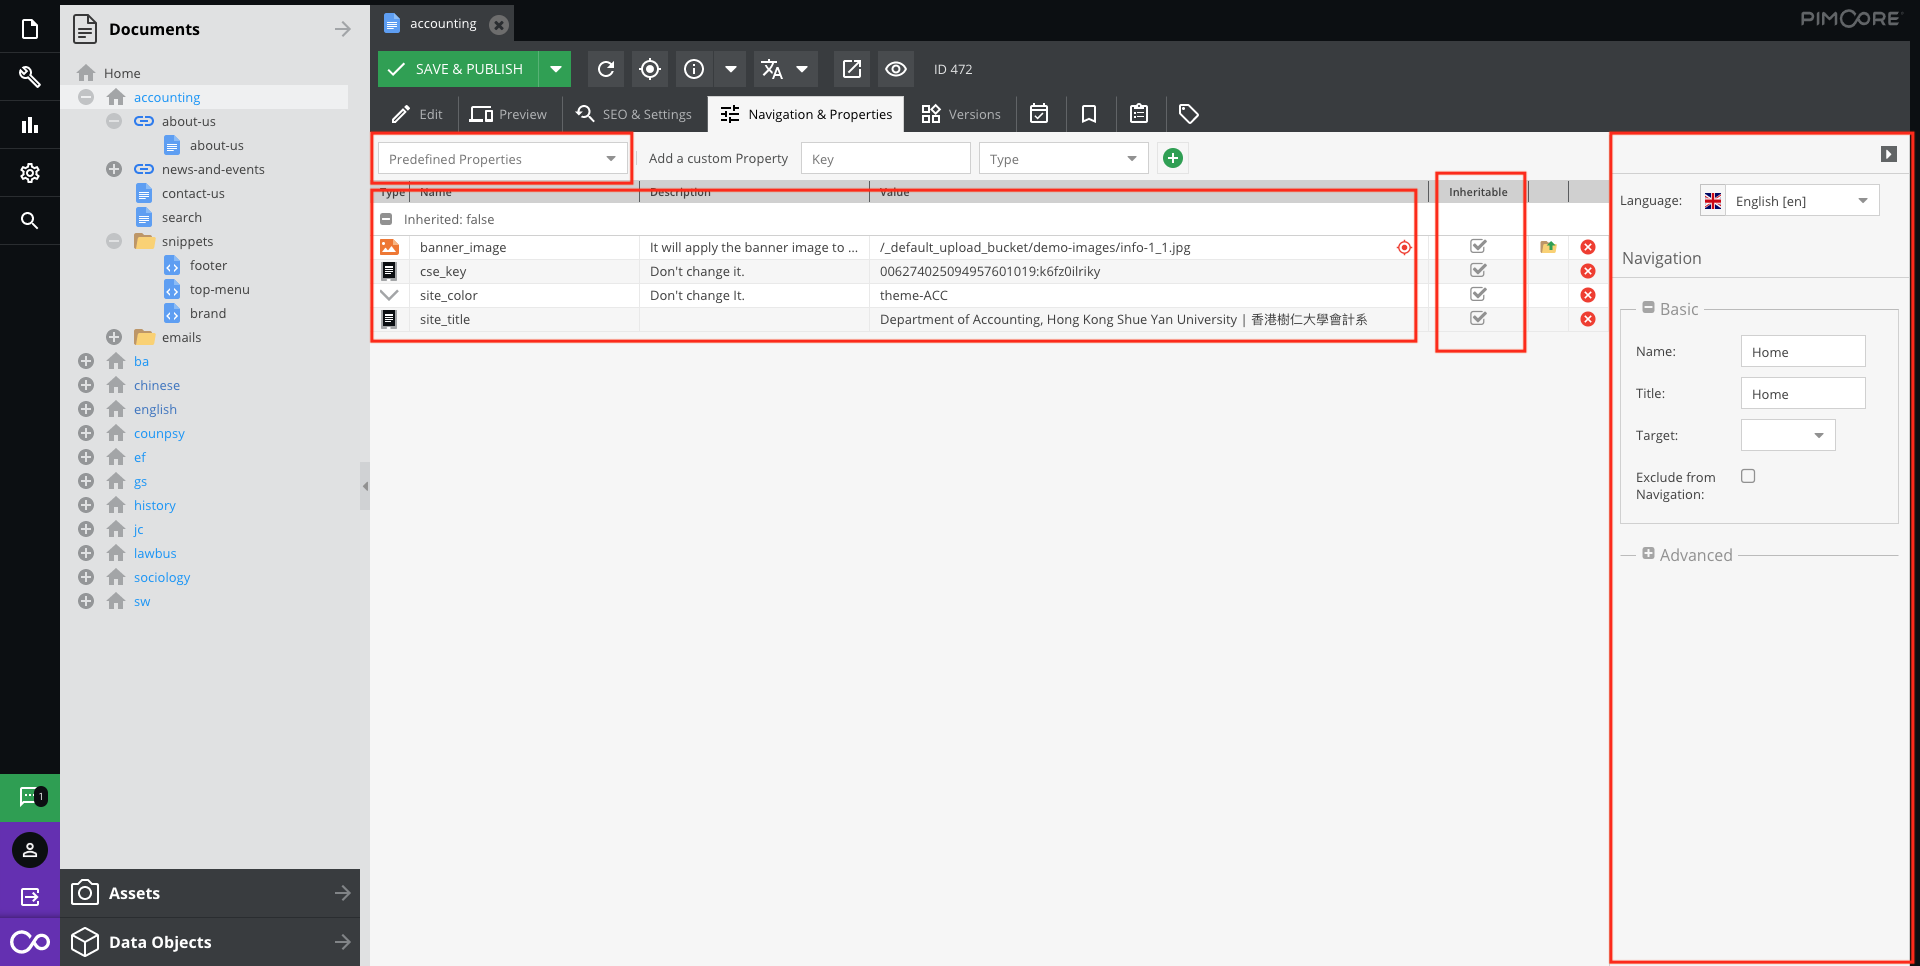 Documents
accounting
PIMCORE
Home
SAVE & PUBLISH
ID 472
accounting
about-us
about-us
news-and-events
contact-us
search
snippets
footer
top-menu
brand
emails
ba
chinese
english
counpsy
ef
gs
history
jc
lawbus
sociology
sw
Edit
Preview
SEO & Settings
Navigation & Properties
Versions
Predefined Properties
Add a custom Property
Key
Type
Type Name Description Value Inheritable
Inherited: false
banner_image It will apply the banner image to ... /_default_upload_bucket/demo-images/info-1_1.jpg
cse_key Don't change it. 006274025094957601019:k6fz0ilriky
site_color Don't change It. theme-ACC
site_title Department of Accounting, Hong Kong Shue Yan University | 香港樹仁大學會計系
Language: English [en]
Navigation
Basic
Name: Home
Title: Home
Target:
Exclude from
Navigation:
Advanced
1
Assets
Data Objects